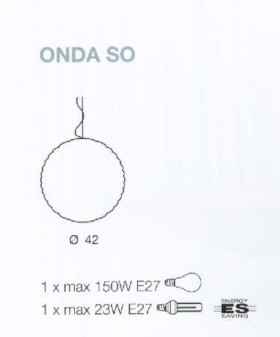 ONDA SO
Ø 42
1 x max 150W E27
1 x max 23W E27
ENERGY
ES
SAVING